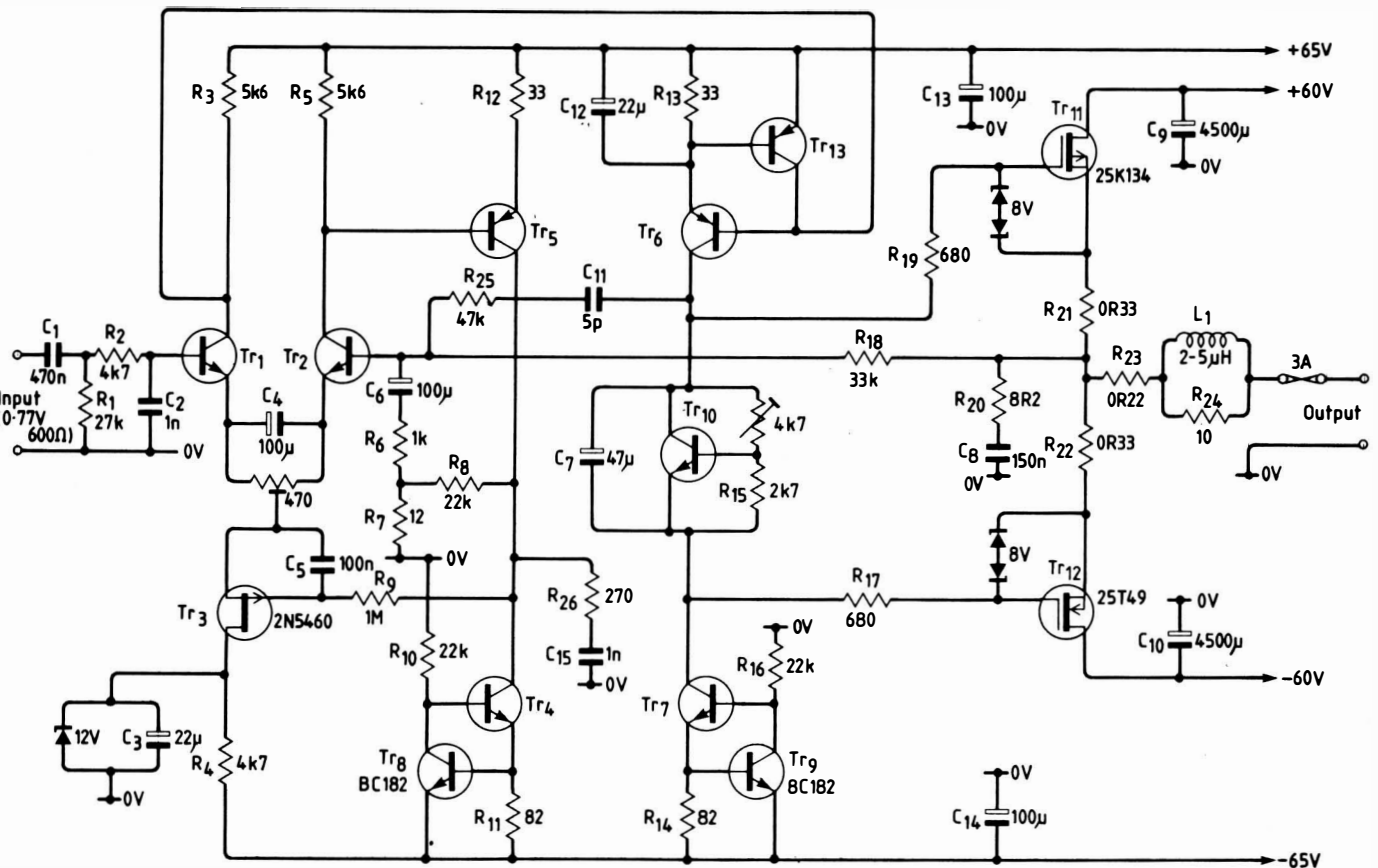 +65V
R3 5k6
R5 5k6
R12 33
C12 22µ
R13 33
Tr13
C13 100µ
0V
+60V
Tr11
25K134
C9 4500µ
0V
8V
Tr5
Tr6
R19 680
R25 47k
C11 5p
R21 0R33
L1
2-5µH
3A
C1 470n
R2 4k7
Tr1
Tr2
R18 33k
R23 0R22
R24 10
Output
0V
Input
0·77V
600Ω)
R1 27k
C2 1n
0V
C4 100µ
C6 100µ
R6 1k
Tr10
4k7
R20 8R2
C8 150n
0V
R22 0R33
470
R8 22k
C7 47µ
R15 2k7
R7 12
0V
C5 100n
R9 1M
Tr3
2N5460
R26 270
C15 1n
0V
8V
R17 680
Tr12
25T49
0V
C10 4500µ
-60V
R10 22k
0V
R16 22k
Tr4
Tr7
12V
C3 22µ
0V
R4 4k7
Tr8
BC182
Tr9
BC182
R11 82
R14 82
0V
C14 100µ
-65V